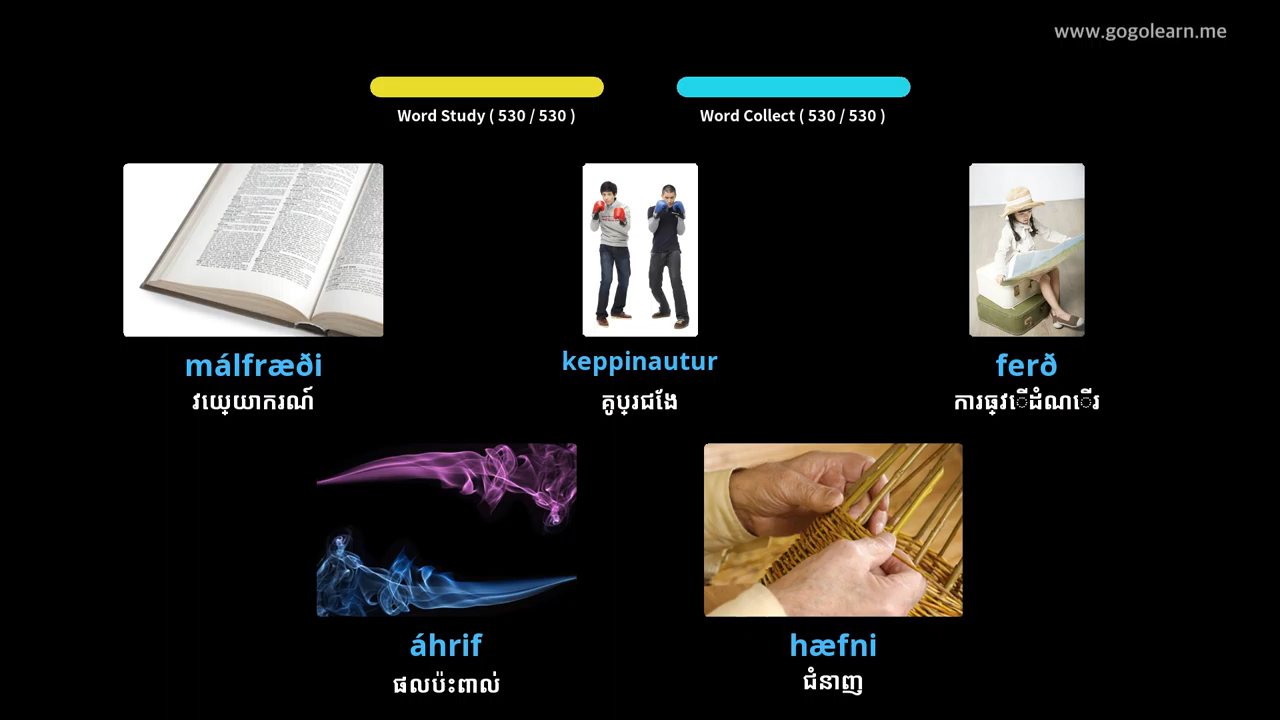 www.gogolearn.me
Word Study ( 530 / 530 )
Word Collect ( 530 / 530 )
málfræði
វយេ្យាករណ៍
keppinautur
គូប្រជែង
ferð
ការធ្វើដំណើរ
áhrif
ផលប៉ះពាល់
hæfni
ជំនាញ